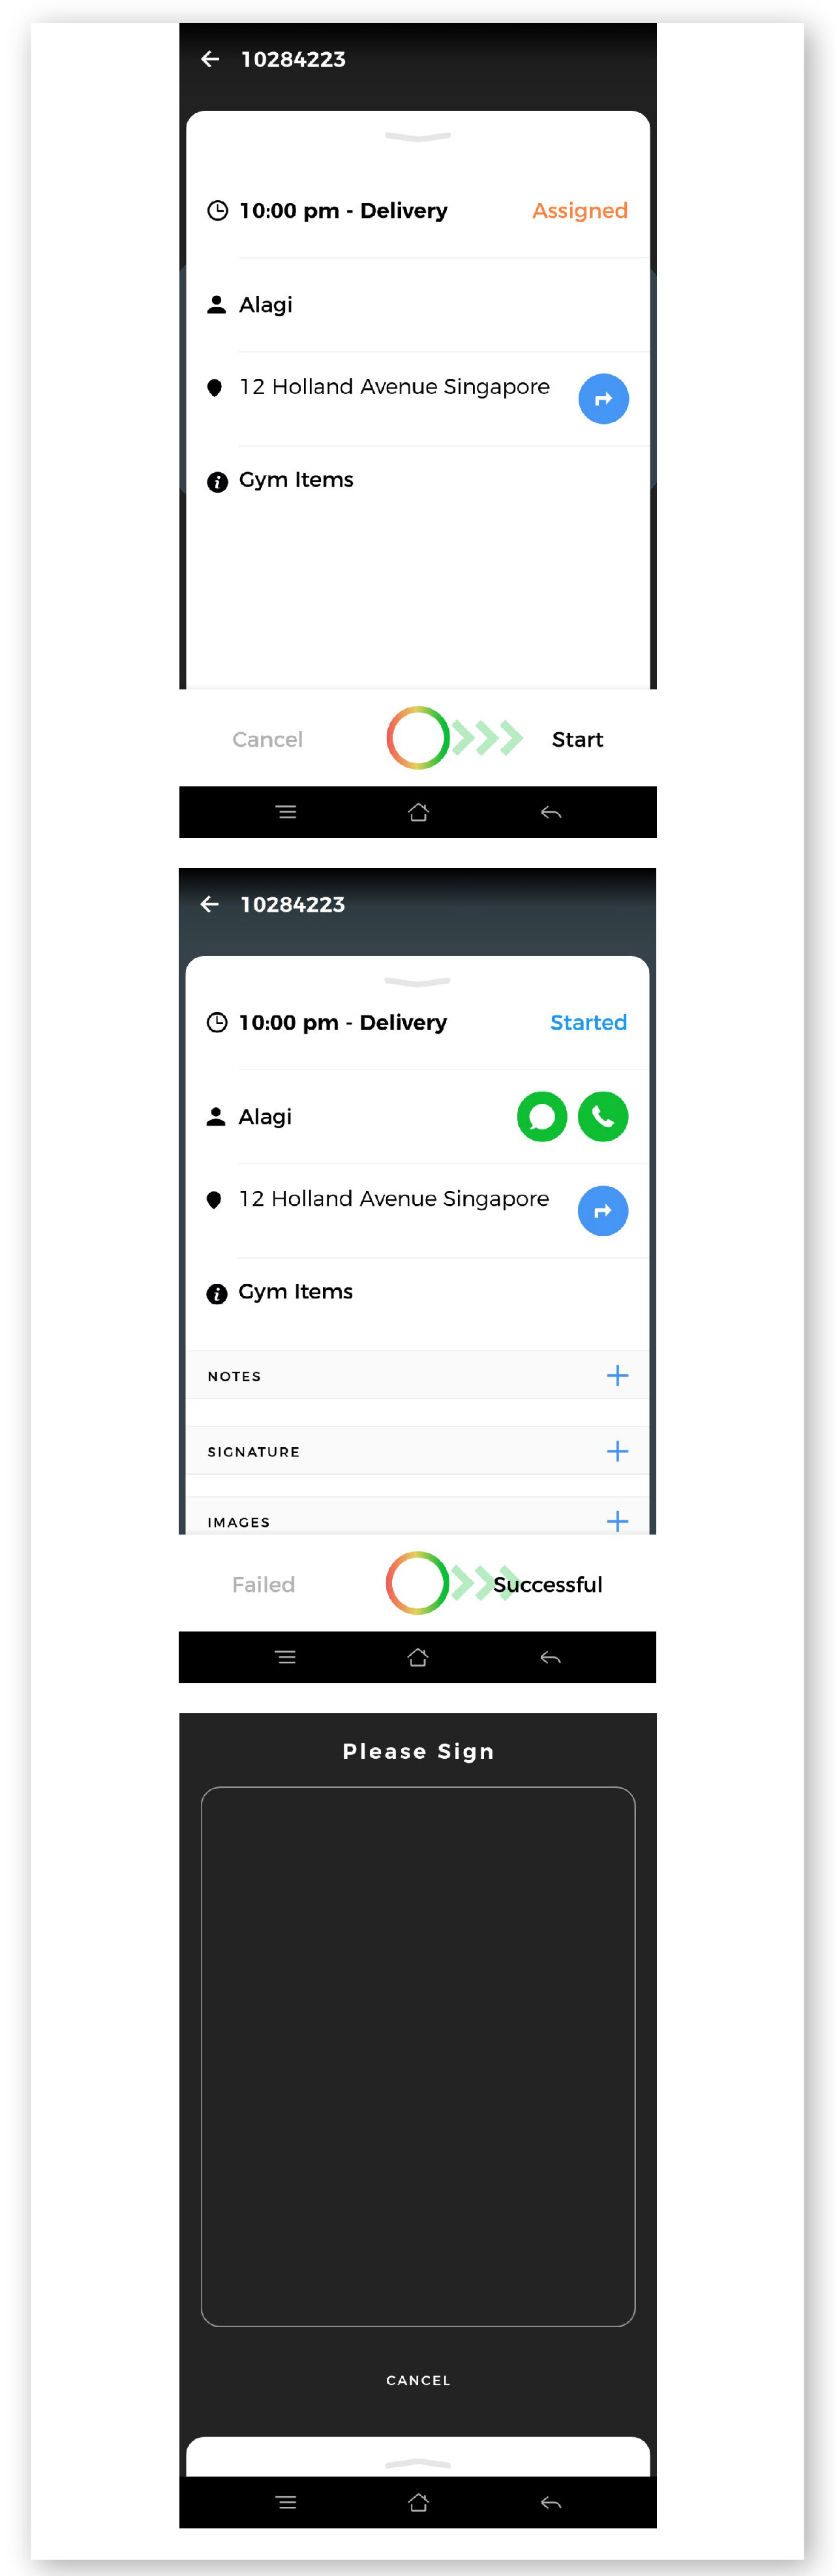 10284223
10:00 pm - Delivery Assigned
Alagi
12 Holland Avenue Singapore
Gym Items
Cancel Start
10284223
10:00 pm - Delivery Started
Alagi
12 Holland Avenue Singapore
Gym Items
NOTES
SIGNATURE
IMAGES
Failed Successful
Please Sign
CANCEL